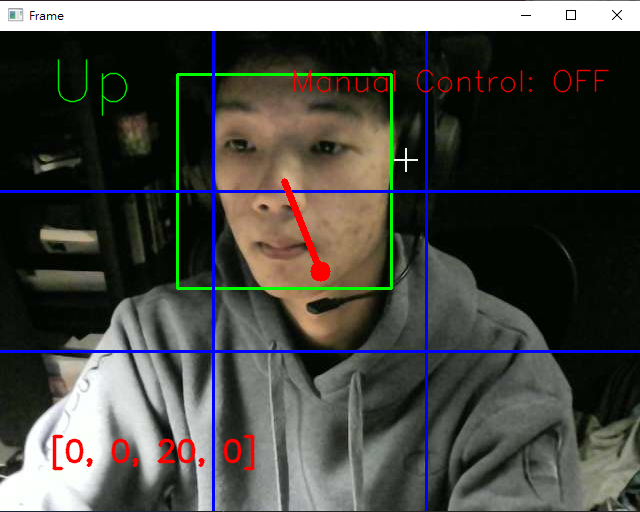 Frame
Up
Manual Control: OFF
[0, 0, 20, 0]